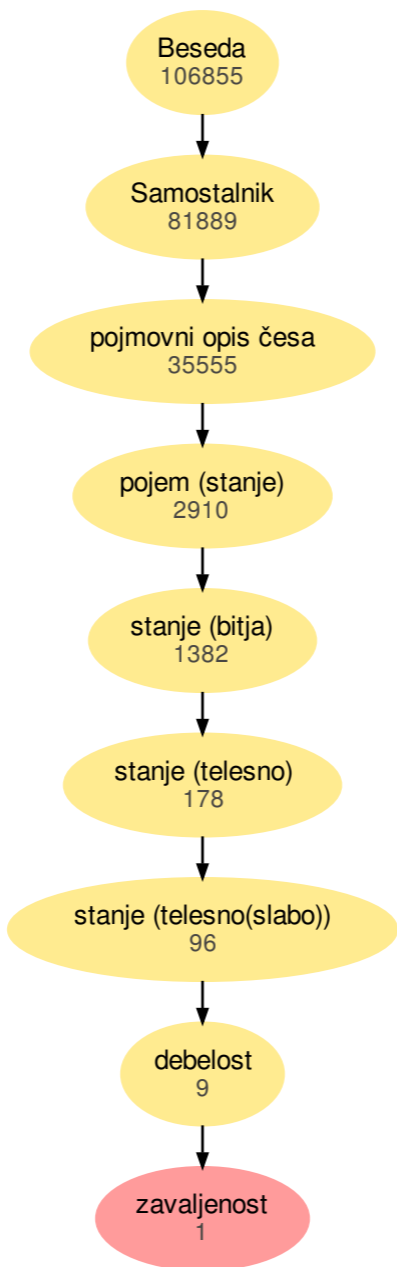 Beseda
106855
Samostalnik
81889
pojmovni opis česa
35555
pojem (stanje)
2910
stanje (bitja)
1382
stanje (telesno)
178
stanje (telesno(slabo))
96
debelost
9
zavaljenost
1